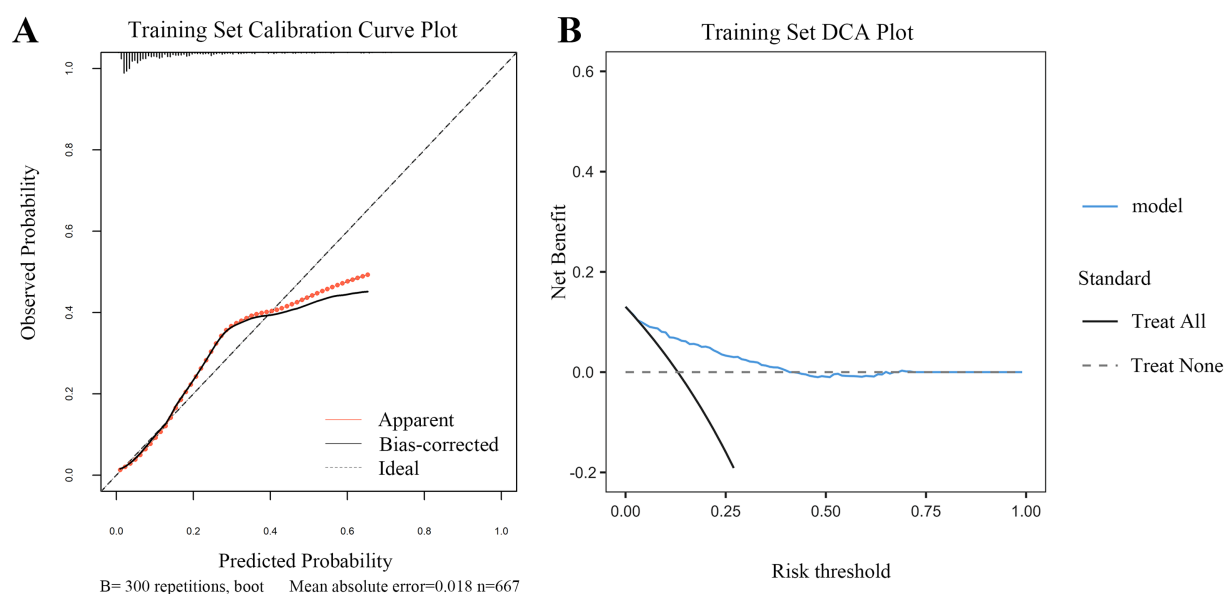 A
Training Set Calibration Curve Plot
Observed Probability
1.0
0.8
0.6
0.4
0.2
0.0
Apparent
Bias-corrected
Ideal
0.0 0.2 0.4 0.6 0.8 1.0
Predicted Probability
B= 300 repetitions, boot Mean absolute error=0.018 n=667
B
Training Set DCA Plot
Net Benefit
0.6
0.4
0.2
0.0
-0.2
0.00 0.25 0.50 0.75 1.00
Risk threshold
model
Standard
Treat All
Treat None